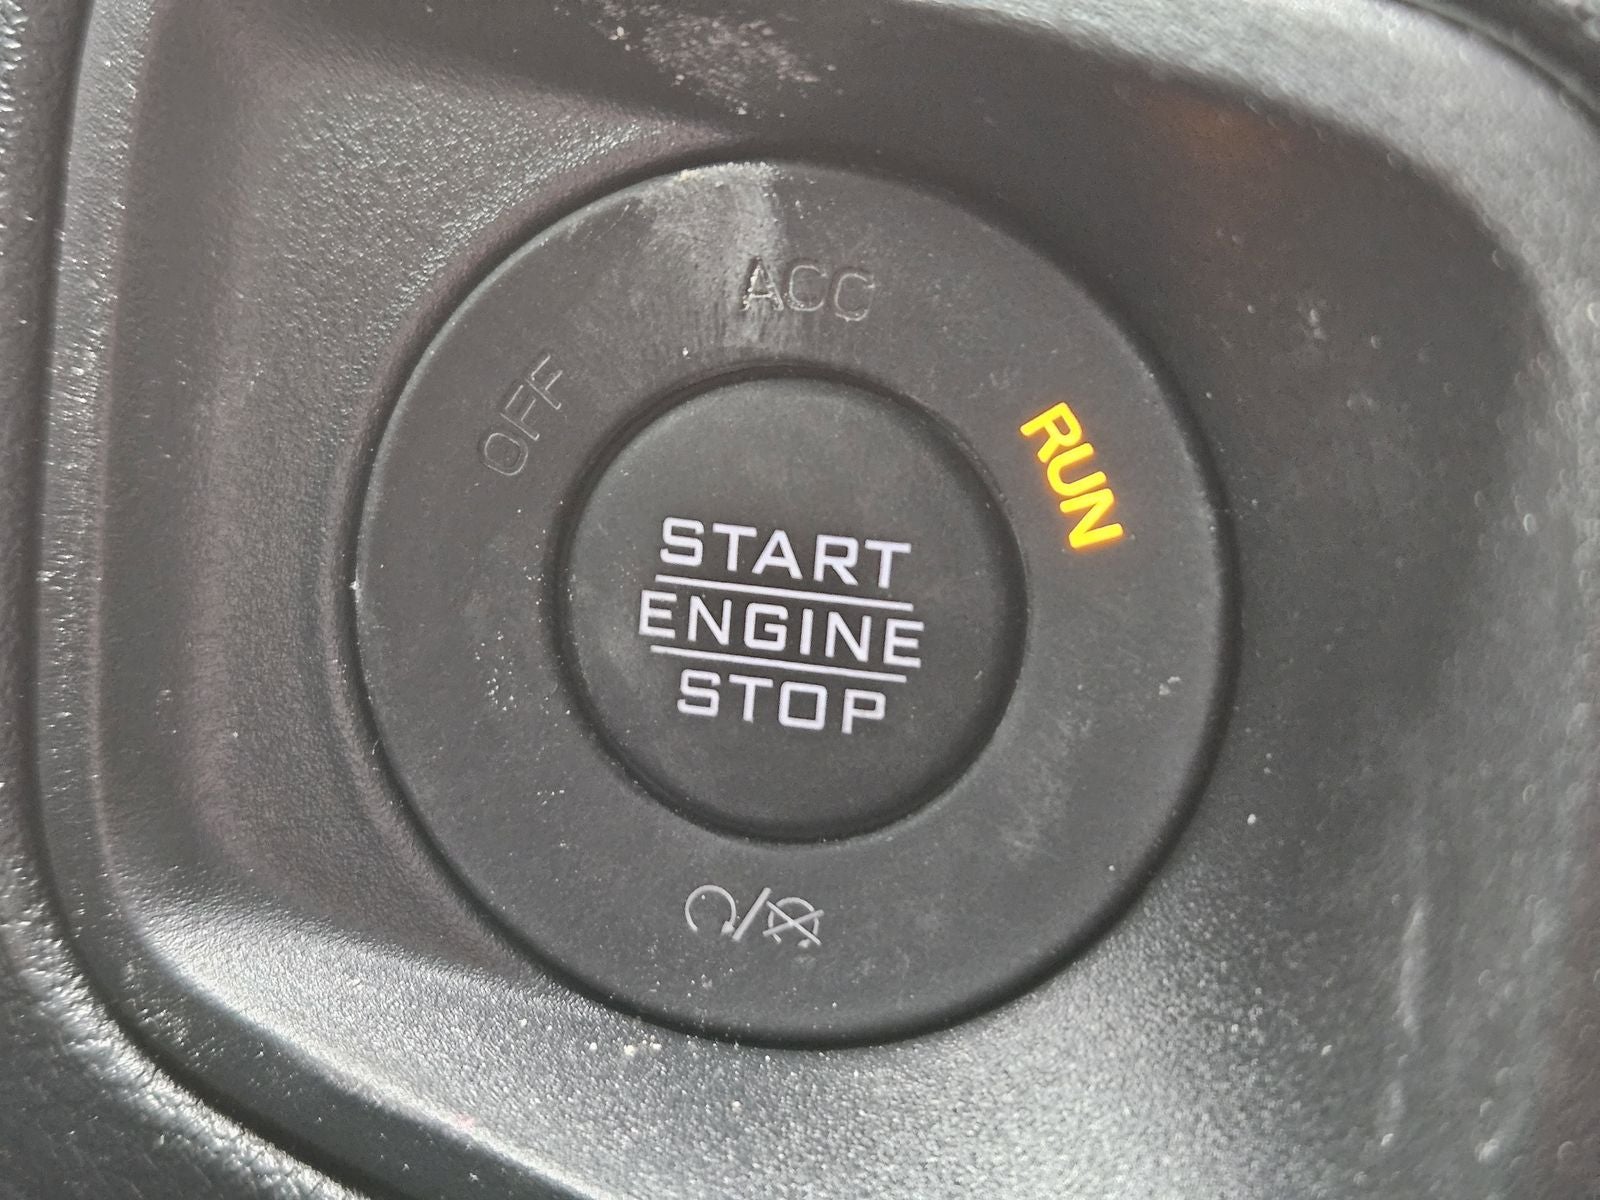 OFF
ACC
RUN
START
ENGINE
STOP